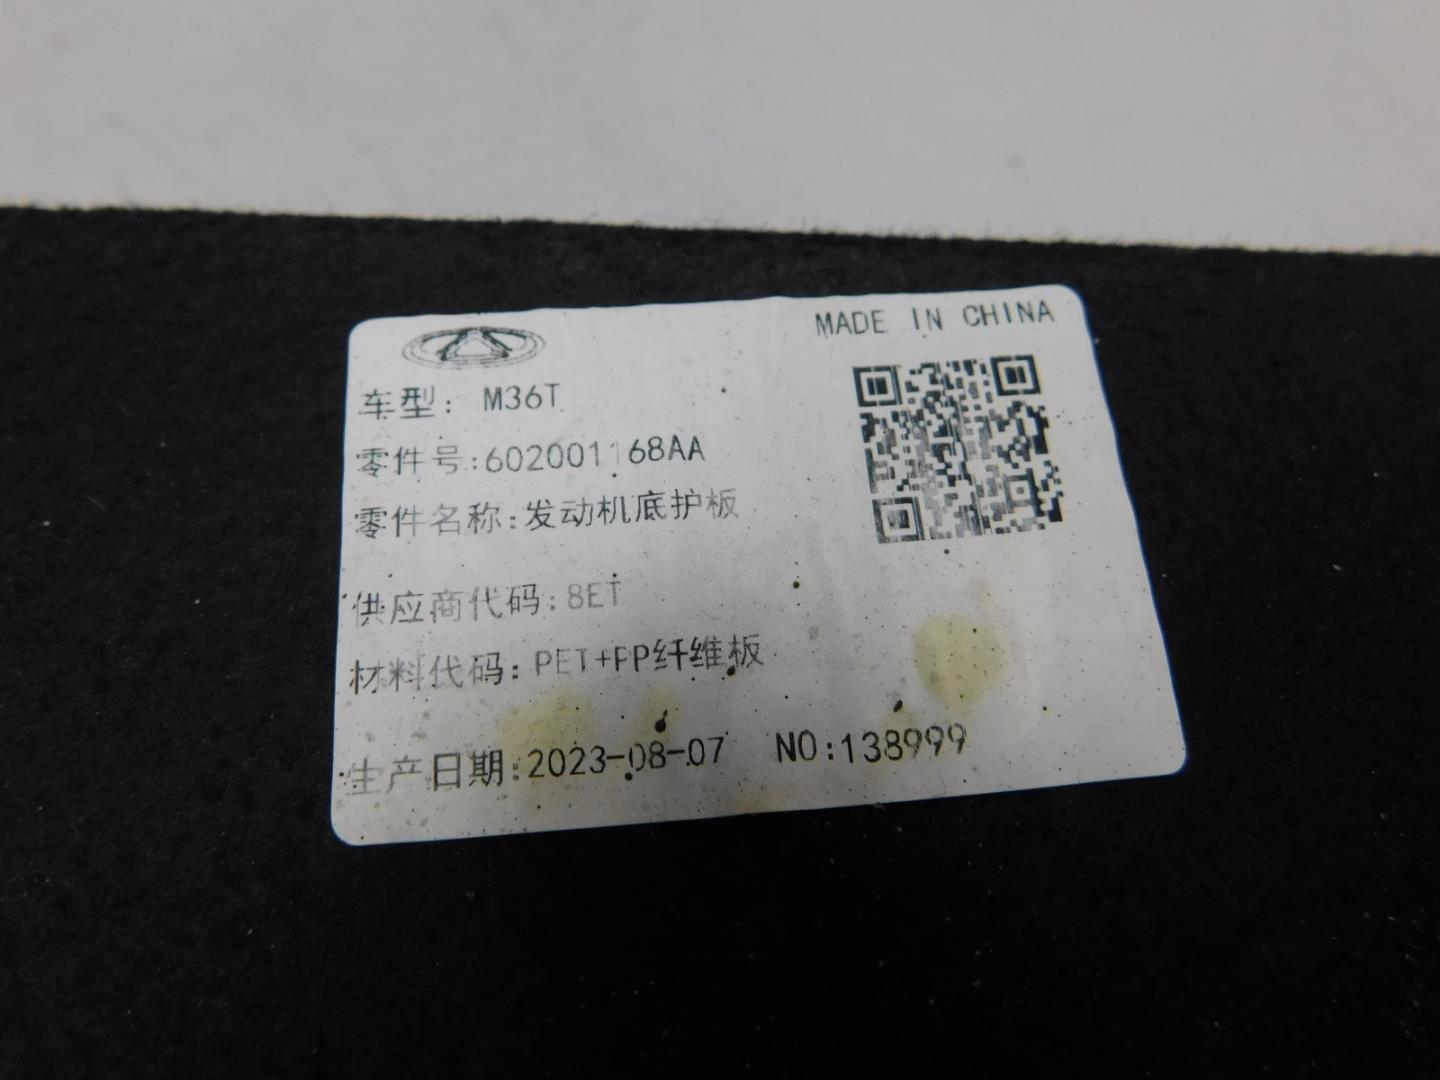 MADE IN CHINA
车型: M36T
零件号:602001168AA
零件名称:发动机底护板
供应商代码:8ET
材料代码:PET+PP纤维板
生产日期:2023-08-07 NO:138999